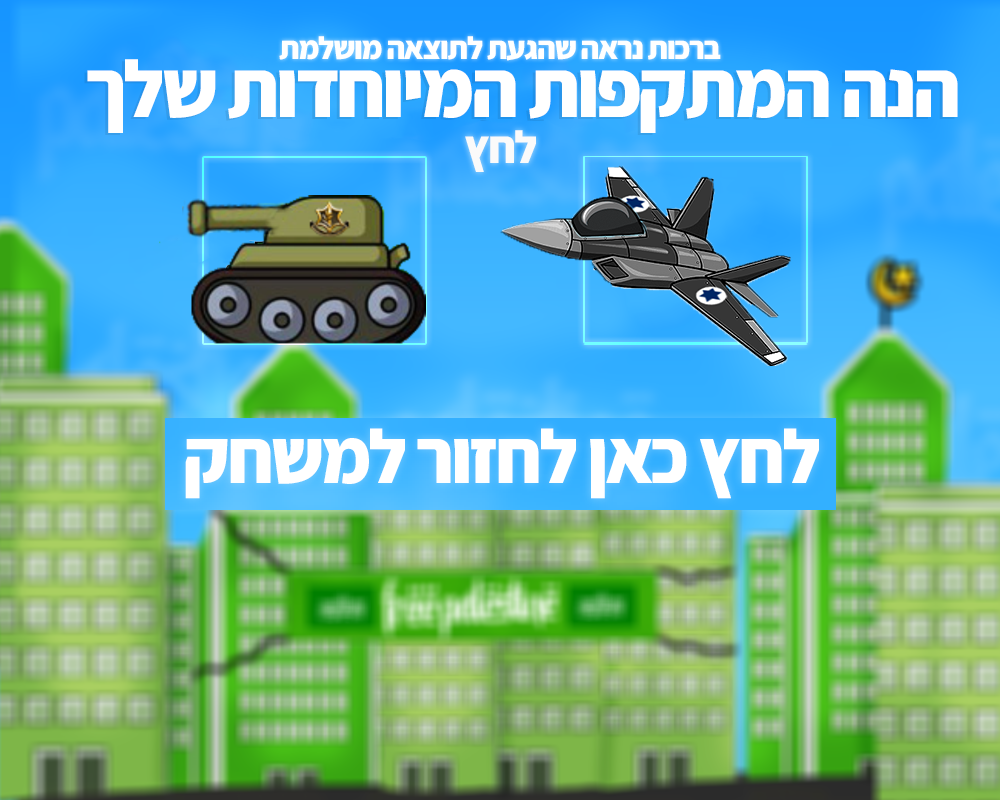 ברכות נראה שהגעת לתוצאה מושלמת
הנה המתקפות המיוחדות שלך
לחץ
לחץ כאן לחזור למשחק